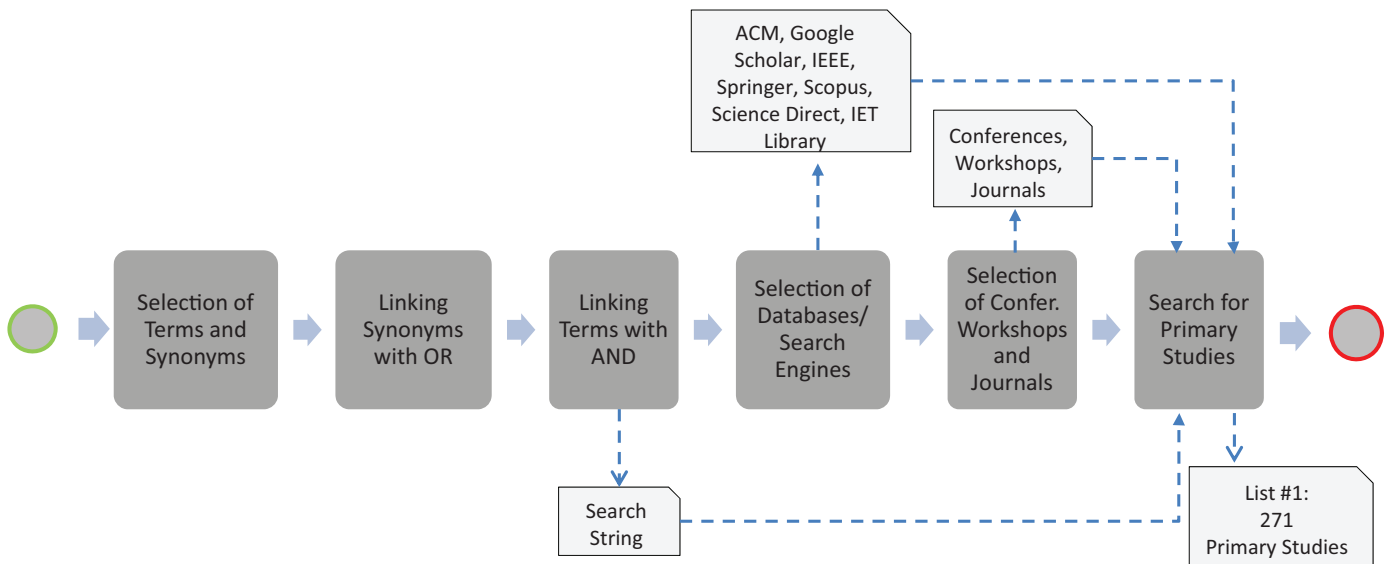 ACM, Google
Scholar, IEEE,
Springer, Scopus,
Science Direct, IET
Library
Conferences,
Workshops,
Journals
Selection of
Terms and
Synonyms
Linking
Synonyms
with OR
Linking
Terms with
AND
Selection of
Databases/
Search
Engines
Selection
of Confer.
Workshops
and
Journals
Search for
Primary
Studies
Search
String
List #1:
271
Primary Studies